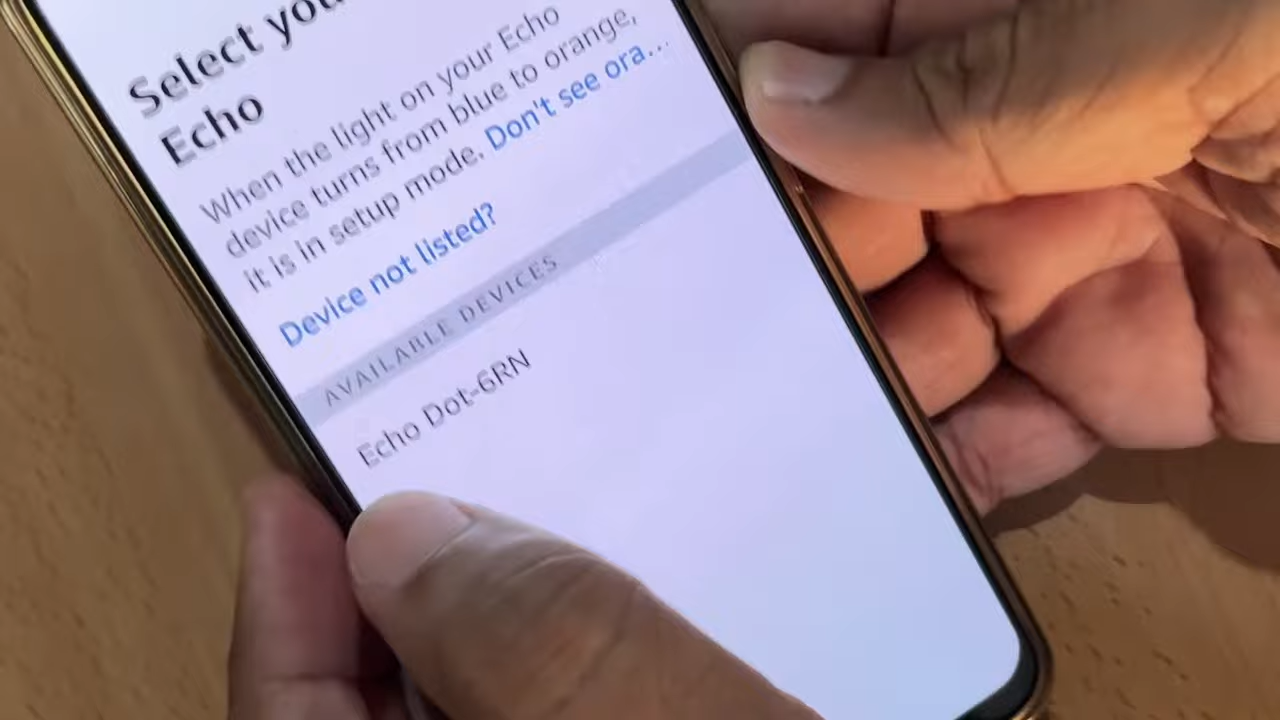 Select you
Echo
When the light on your Echo
device turns from blue to orange,
it is in setup mode. Don't see ora...
Device not listed?
AVAILABLE DEVICES
Echo Dot-6RN